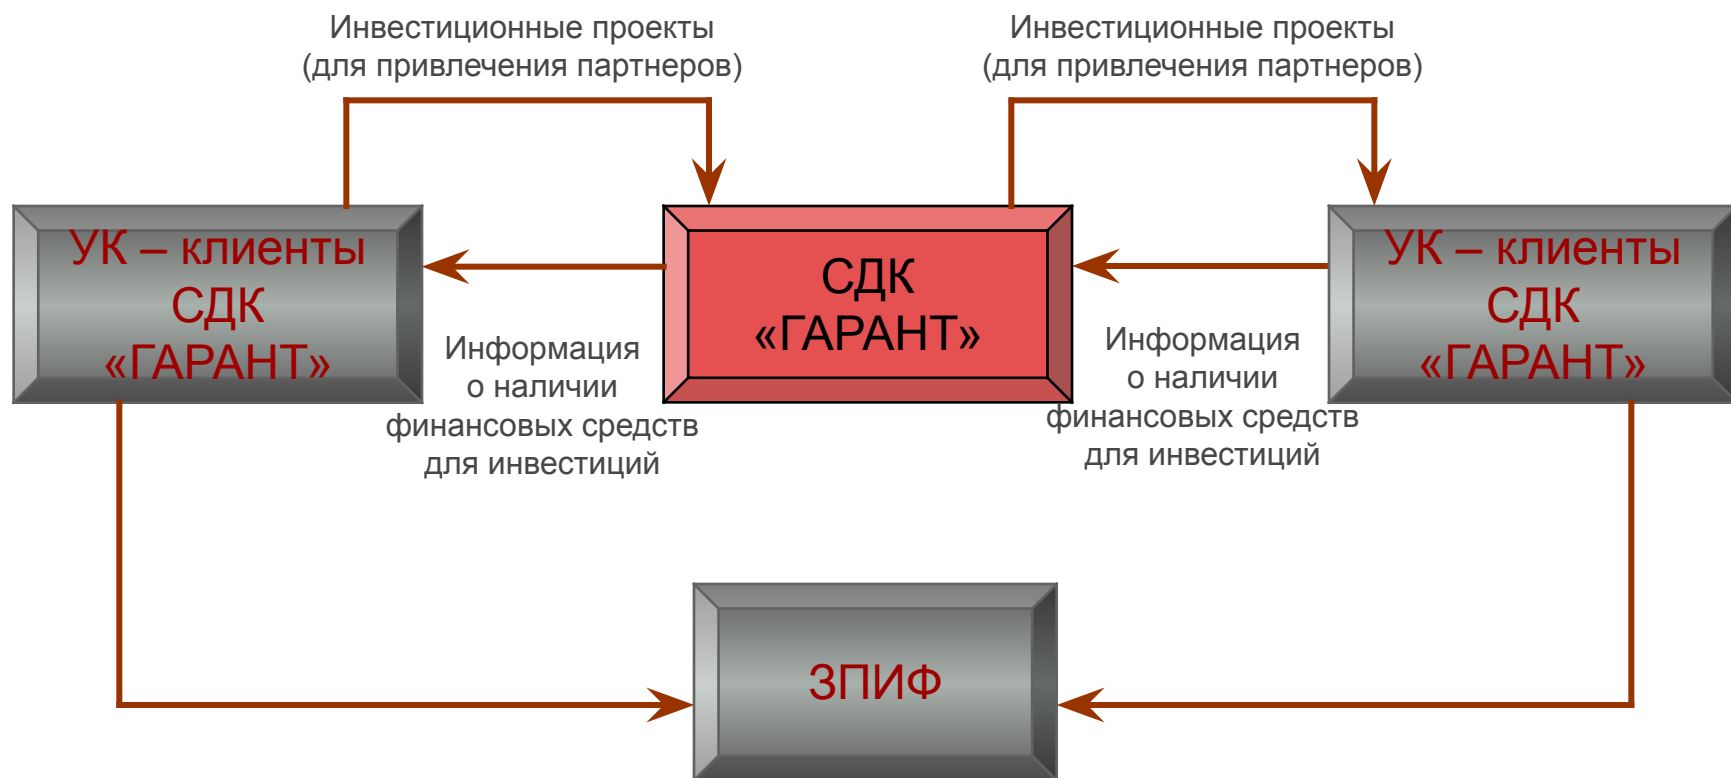 Инвестиционные проекты
(для привлечения партнеров)
Инвестиционные проекты
(для привлечения партнеров)
УК – клиенты
СДК
«ГАРАНТ»
СДК
«ГАРАНТ»
УК – клиенты
СДК
«ГАРАНТ»
Информация
о наличии
финансовых средств
для инвестиций
Информация
о наличии
финансовых средств
для инвестиций
ЗПИФ